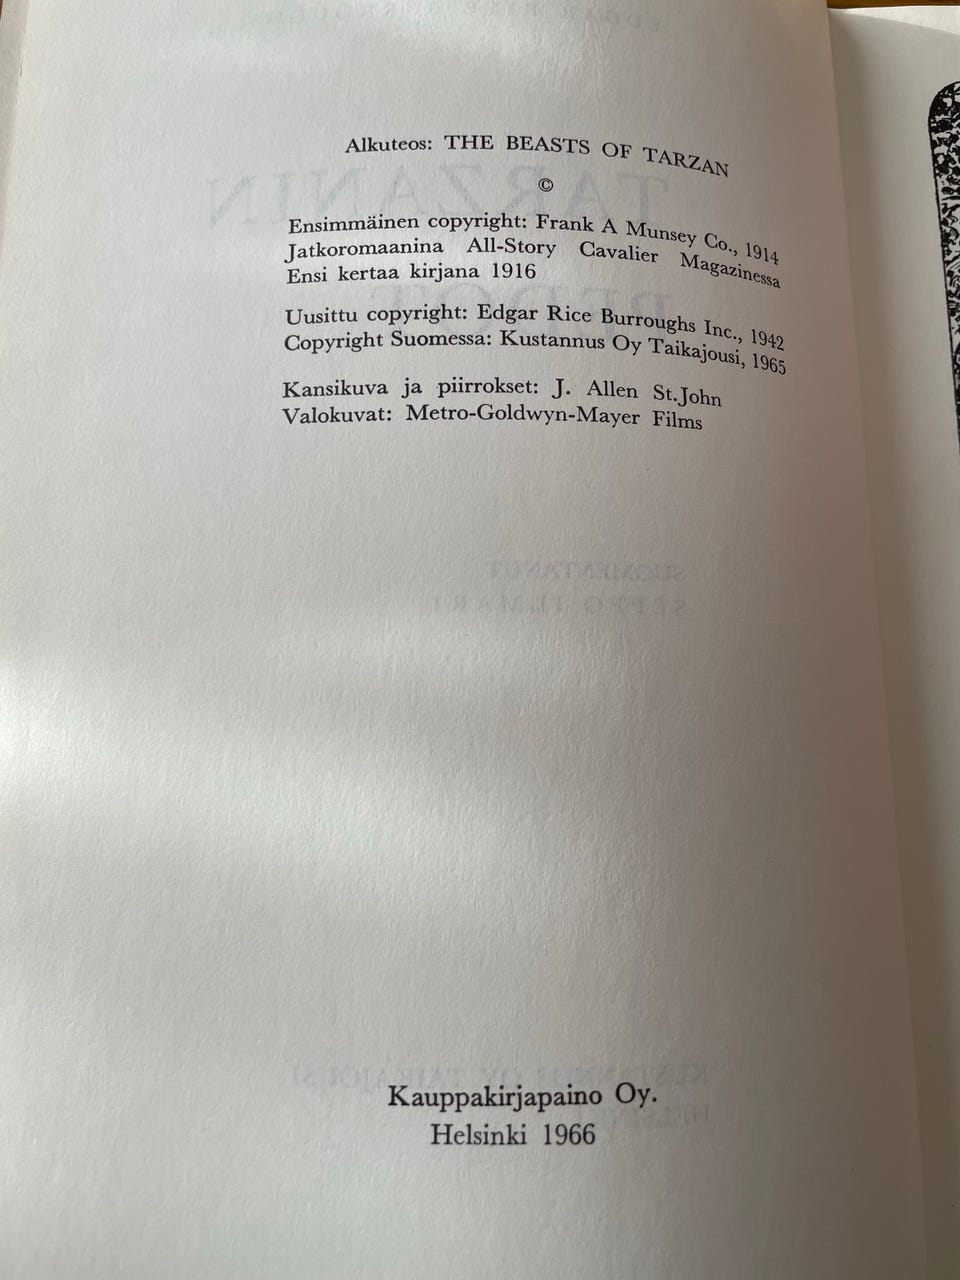 Alkuteos: THE BEASTS OF TARZAN
©
Ensimmäinen copyright: Frank A Munsey Co., 1914
Jatkoromaanina All-Story Cavalier Magazinessa
Ensi kertaa kirjana 1916
Uusittu copyright: Edgar Rice Burroughs Inc., 1942
Copyright Suomessa: Kustannus Oy Taikajousi, 1965
Kansikuva ja piirrokset: J. Allen St.John
Valokuvat: Metro-Goldwyn-Mayer Films
Kauppakirjapaino Oy.
Helsinki 1966